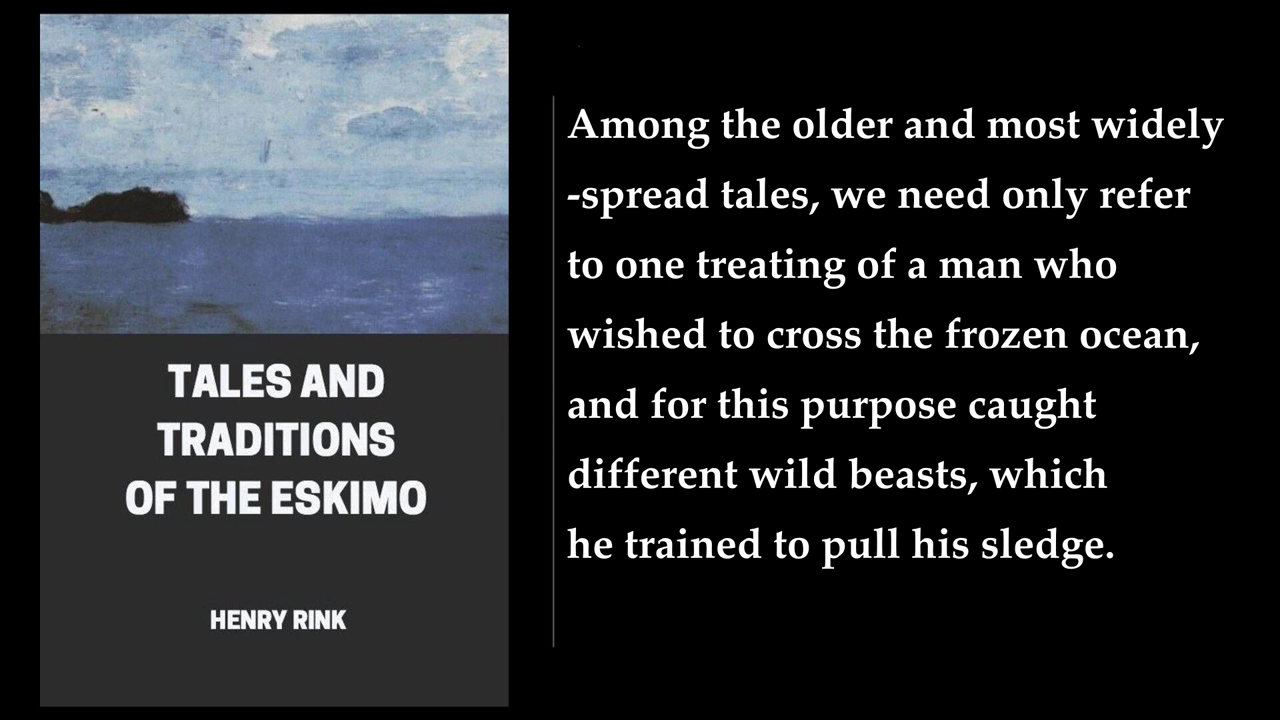 TALES AND
TRADITIONS
OF THE ESKIMO
HENRY RINK
Among the older and most widely
-spread tales, we need only refer
to one treating of a man who
wished to cross the frozen ocean,
and for this purpose caught
different wild beasts, which
he trained to pull his sledge.